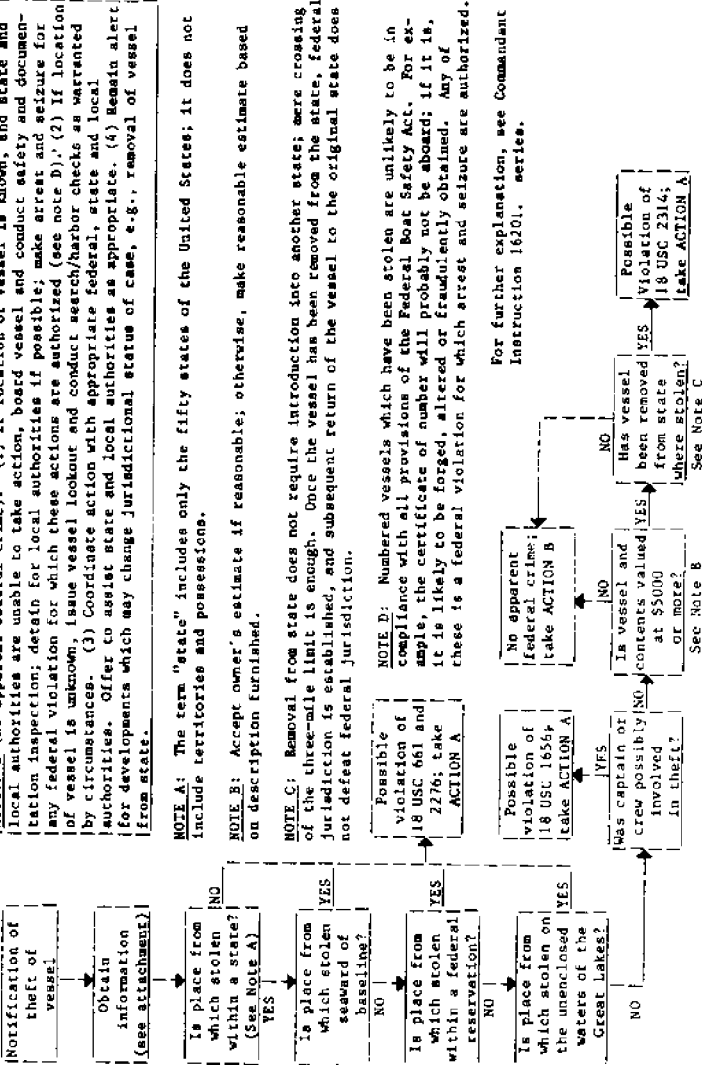 local authorities are unable to take action, board vessel and conduct safety and documen-
tation inspection; detain for local authorities if possible; make arrest and seizure for
any federal violation for which these actions are authorized (see note D). (2) If location
of vessel is unknown, issue vessel lookout and conduct search/harbor checks as warranted
by circumstances. (3) Coordinate action with appropriate federal, state and local
authorities. Offer to assist state and local authorities as appropriate. (4) Remain alert
for developments which may change jurisdictional status of case, e.g., removal of vessel
from state.
NOTE A: The term "state" includes only the fifty states of the United States; it does not
include territories and possessions.
NOTE B: Accept owner's estimate if reasonable; otherwise, make reasonable estimate based
on description furnished.
NOTE C: Removal from state does not require introduction into another state; mere crossing
of the three-mile limit is enough. Once the vessel has been removed from the state, federal
jurisdiction is established, and subsequent return of the vessel to the original state does
not defeat federal jurisdiction.
NOTE D: Numbered vessels which have been stolen are unlikely to be in
compliance with all provisions of the Federal Boat Safety Act. For ex-
ample, the certificate of number will probably not be aboard; if it is,
it is likely to be forged, altered or fraudulently obtained. Any of
these is a federal violation for which arrest and seizure are authorized.
For further explanation, see Commandant
Instruction 16201. series.
Notification of
theft of
vessel
Obtain
information
(see attachment)
Is place from
which stolen
within a state?
(See Note A)
NO
YES
Is place from
which stolen
seaward of
baseline?
YES
NO
Is place from
which stolen
within a federal
reservation?
YES
NO
Is place from
which stolen on
the unenclosed
waters of the
Great Lakes?
YES
NO
Possible
violation of
18 USC 661 and
2276; take
ACTION A
Possible
violation of
18 USC 1656;
take ACTION A
YES
Was captain or
crew possibly
involved
in theft?
NO
No apparent
federal crime;
take ACTION B
NO
Is vessel and
contents valued
at $5000
or more?
See Note B
YES
NO
Has vessel
been removed
from state
where stolen?
See Note C
YES
Possible
Violation of
18 USC 2314;
take ACTION A